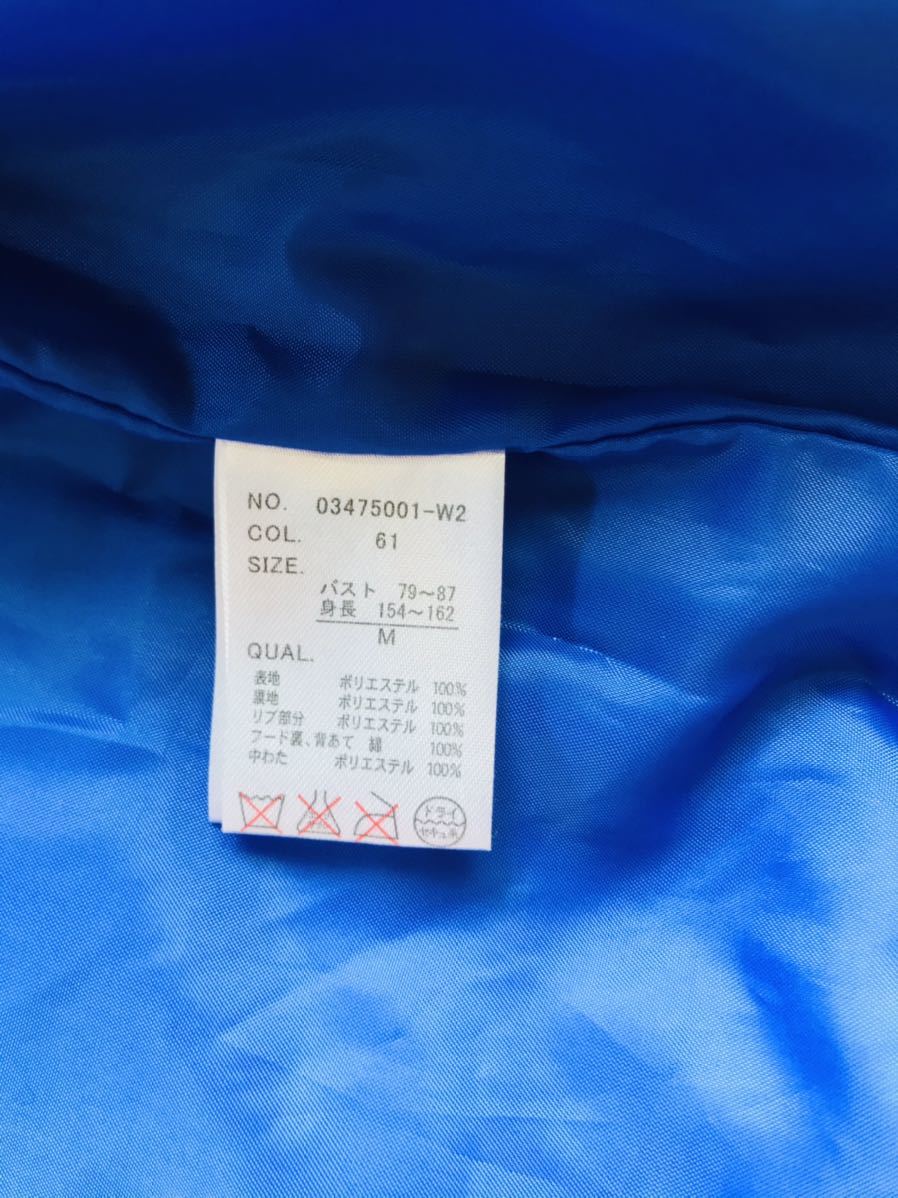 NO. 03475001-W2
COL. 61
SIZE.
バスト 79~87
身長 154~162
M
QUAL.
表地 ポリエステル 100%
裏地 ポリエステル 100%
リブ部分 ポリエステル 100%
フード裏、背あて 綿 100%
中わた ポリエステル 100%
ドライ
セキユ系